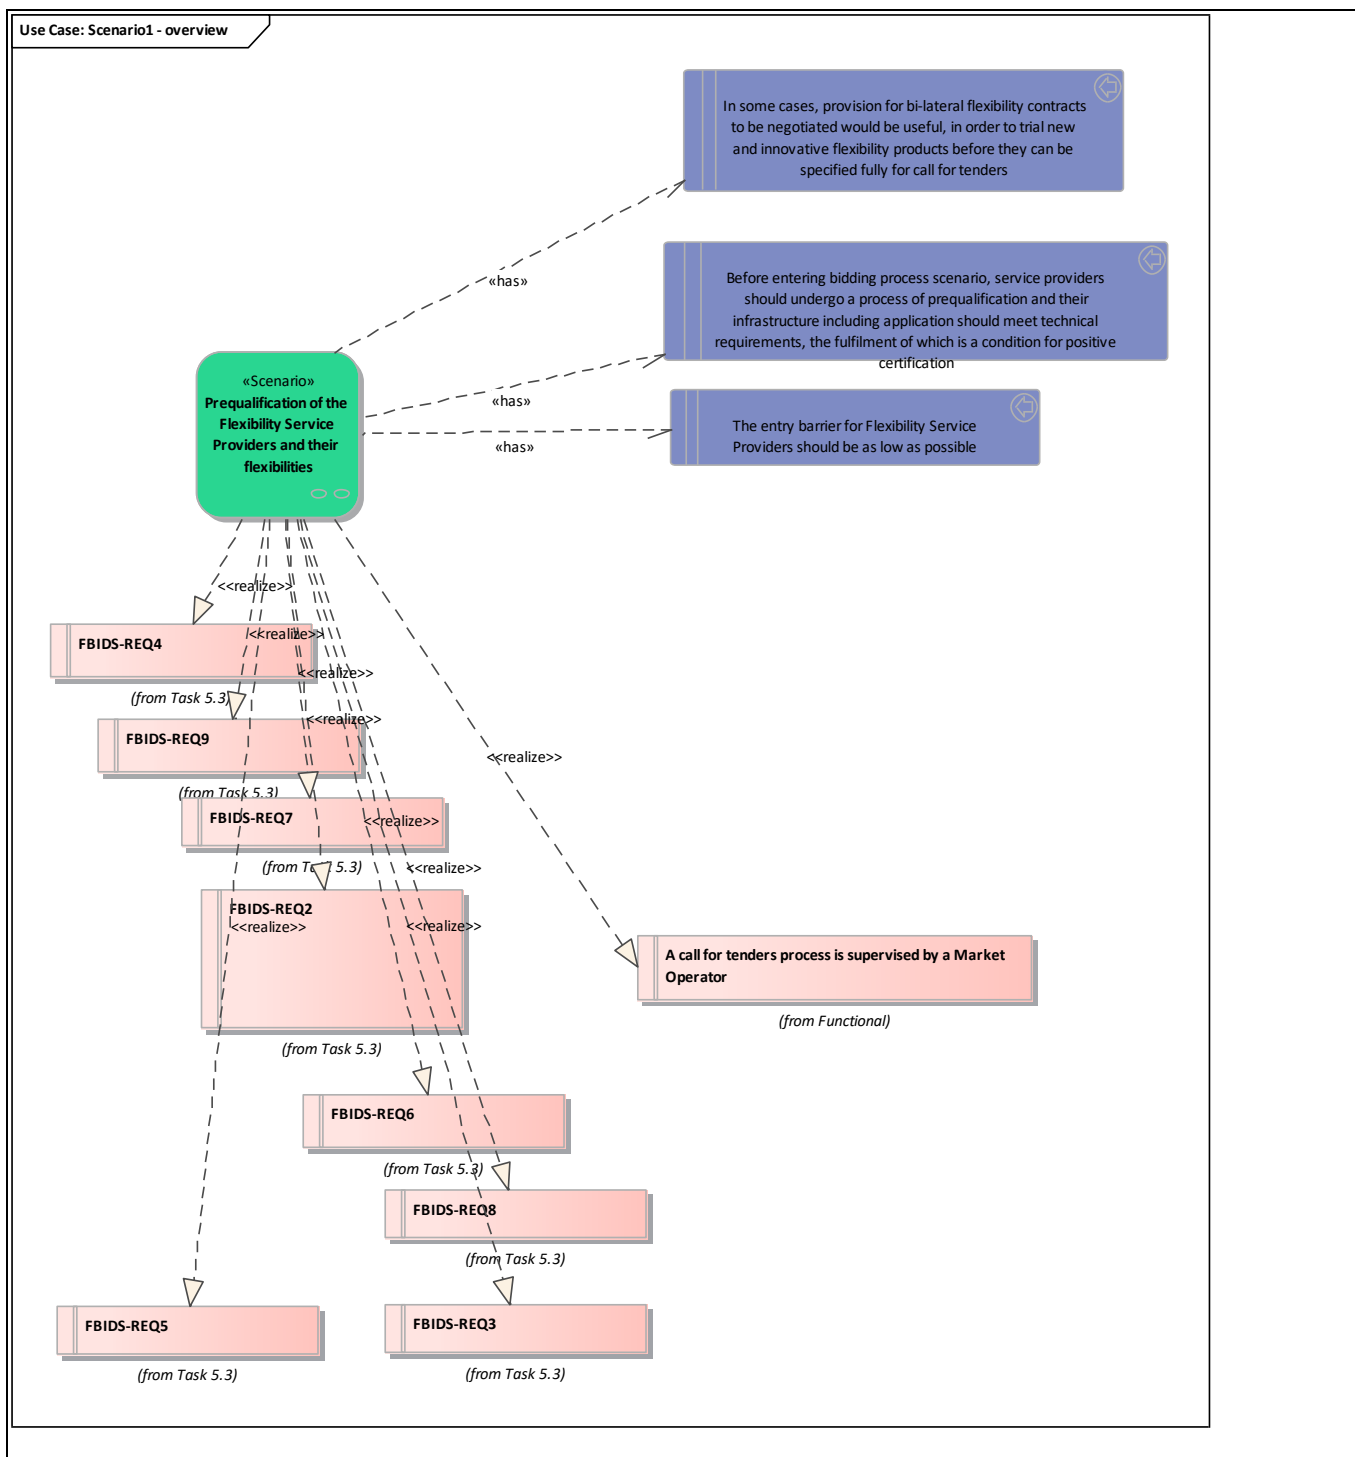 Use Case: Scenario1 - overview
In some cases, provision for bi-lateral flexibility contracts
to be negotiated would be useful, in order to trial new
and innovative flexibility products before they can be
specified fully for call for tenders
«has»
Before entering bidding process scenario, service providers
should undergo a process of prequalification and their
infrastructure including application should meet technical
requirements, the fulfilment of which is a condition for positive
certification
«has»
The entry barrier for Flexibility Service
Providers should be as low as possible
«has»
«Scenario»
Prequalification of the
Flexibility Service
Providers and their
flexibilities
<<realize>>
<<realize>>
FBIDS-REQ4
<<realize>>
(from Task 5.3)
<<realize>>
FBIDS-REQ9
<<realize>>
(from Task 5.3)
FBIDS-REQ7
<<realize>>
(from Task 5.3)
<<realize>>
FBIDS-REQ2
<<realize>>
<<realize>>
(from Task 5.3)
A call for tenders process is supervised by a Market
Operator
(from Functional)
FBIDS-REQ6
(from Task 5.3)
FBIDS-REQ8
(from Task 5.3)
FBIDS-REQ5
(from Task 5.3)
FBIDS-REQ3
(from Task 5.3)